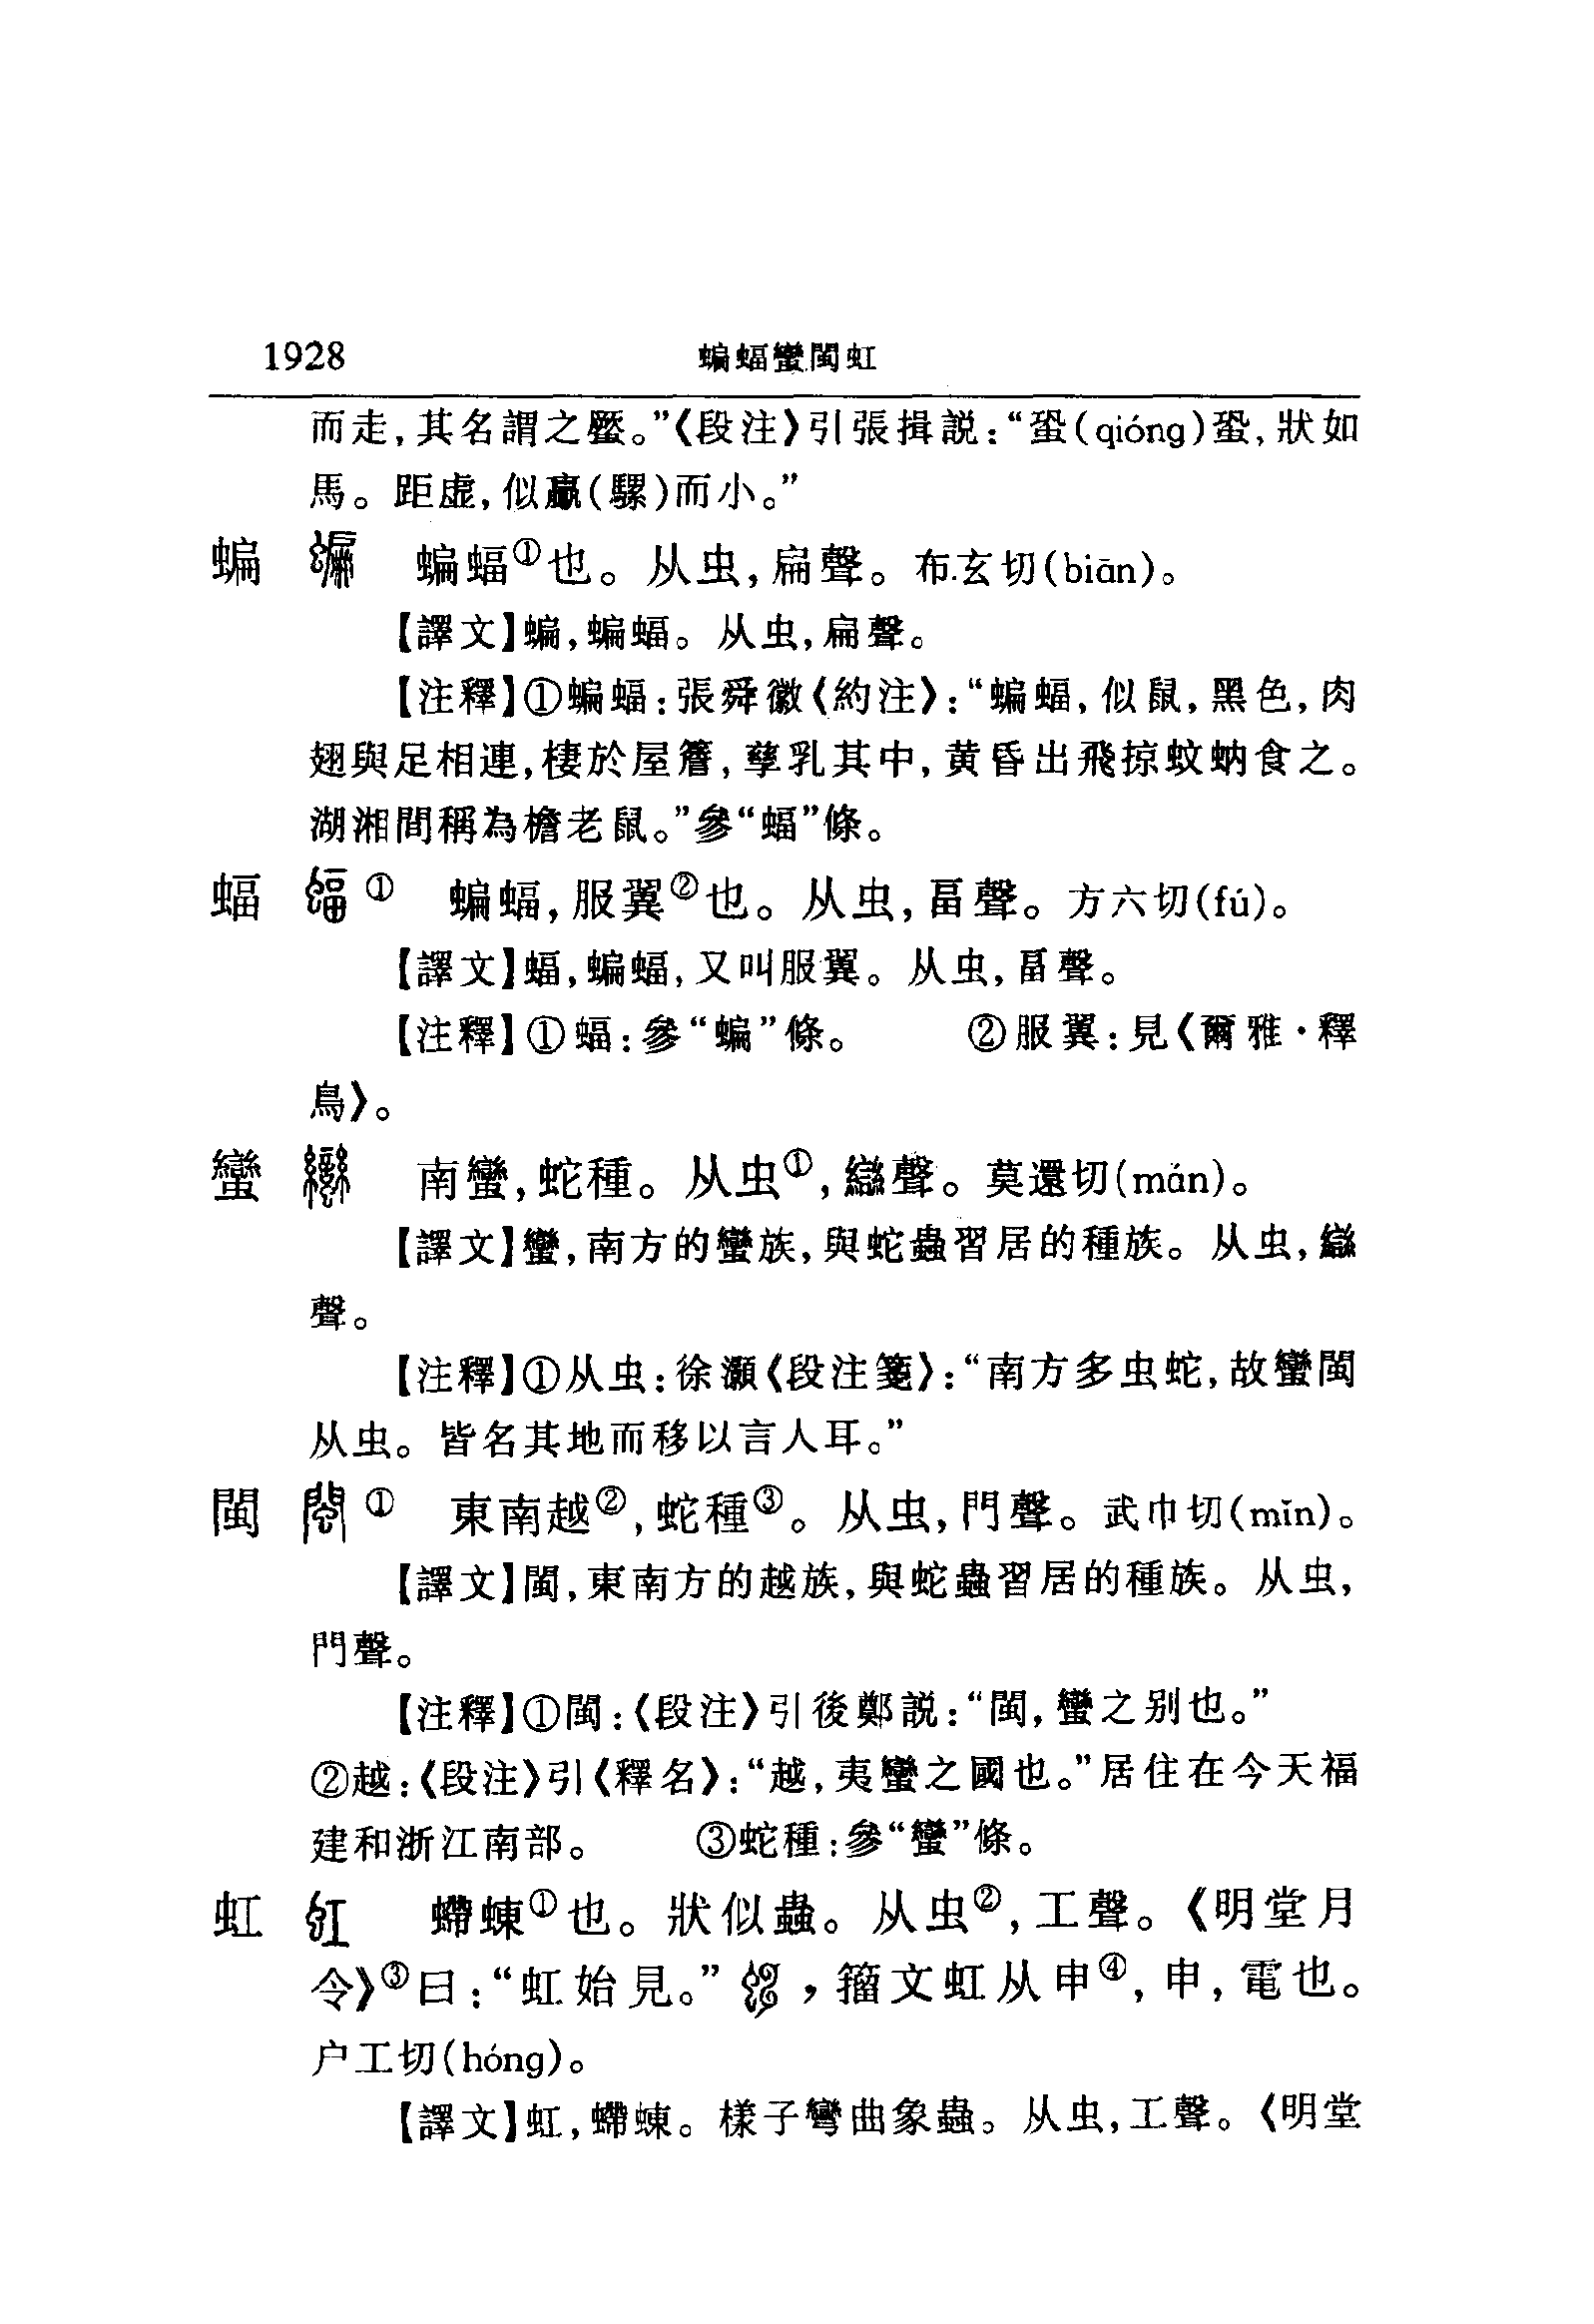 1928 蝙蝠蠻閩虹
而走,其名謂之蟨。”《段注》引張揖説:“蛩(qióng)蛩,狀如
馬。距虚,似驘(騾)而小。”
蝙 蝙蝠①也。从虫,扁聲。布玄切(biān)。
【譯文】蝙,蝙蝠。从虫,扁聲。
【注釋】①蝙蝠:張舜徽《約注》:“蝙蝠,似鼠,黑色,肉
翅與足相連,棲於屋簷,孳乳其中,黄昏出飛掠蚊蚋食之。
湖湘間稱為檐老鼠。”參“蝠”條。
蝠 ① 蝙蝠,服翼②也。从虫,畐聲。方六切(fú)。
【譯文】蝠,蝙蝠,又叫服翼。从虫,畐聲。
【注釋】①蝠:參“蝙”條。 ②服翼:見《爾雅·釋
鳥》。
蠻 南蠻,蛇種。从虫①,䜌聲。莫還切(mán)。
【譯文】蠻,南方的蠻族,與蛇蟲習居的種族。从虫,䜌
聲。
【注釋】①从虫:徐灝《段注箋》:“南方多虫蛇,故蠻閩
从虫。皆名其地而移以言人耳。”
閩 ① 東南越②,蛇種③。从虫,門聲。武巾切(mǐn)。
【譯文】閩,東南方的越族,與蛇蟲習居的種族。从虫,
門聲。
【注釋】①閩:《段注》引後鄭説:“閩,蠻之别也。”
②越:《段注》引《釋名》:“越,夷蠻之國也。”居住在今天福
建和浙江南部。 ③蛇種:參“蠻”條。
虹 螮蝀①也。狀似蟲。从虫②,工聲。《明堂月
令》③曰:“虹始見。” ,籀文虹从申④,申,電也。
户工切(hóng)。
【譯文】虹,螮蝀。樣子彎曲象蟲。从虫,工聲。《明堂